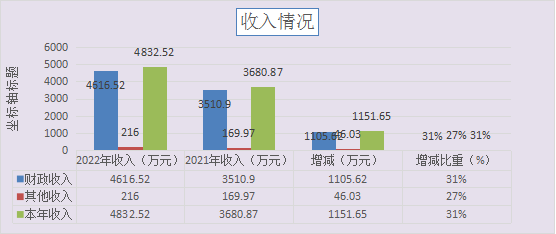 收入情况
坐标轴标题
6000
5000
4000
3000
2000
1000
0
4616.52 216 4832.52
3510.9 169.97 3680.87
1105.62 46.03 1151.65
31% 27% 31%
2022年收入（万元） 2021年收入（万元） 增减（万元） 增减比重（%）
财政收入 4616.52 3510.9 1105.62 31%
其他收入 216 169.97 46.03 27%
本年收入 4832.52 3680.87 1151.65 31%